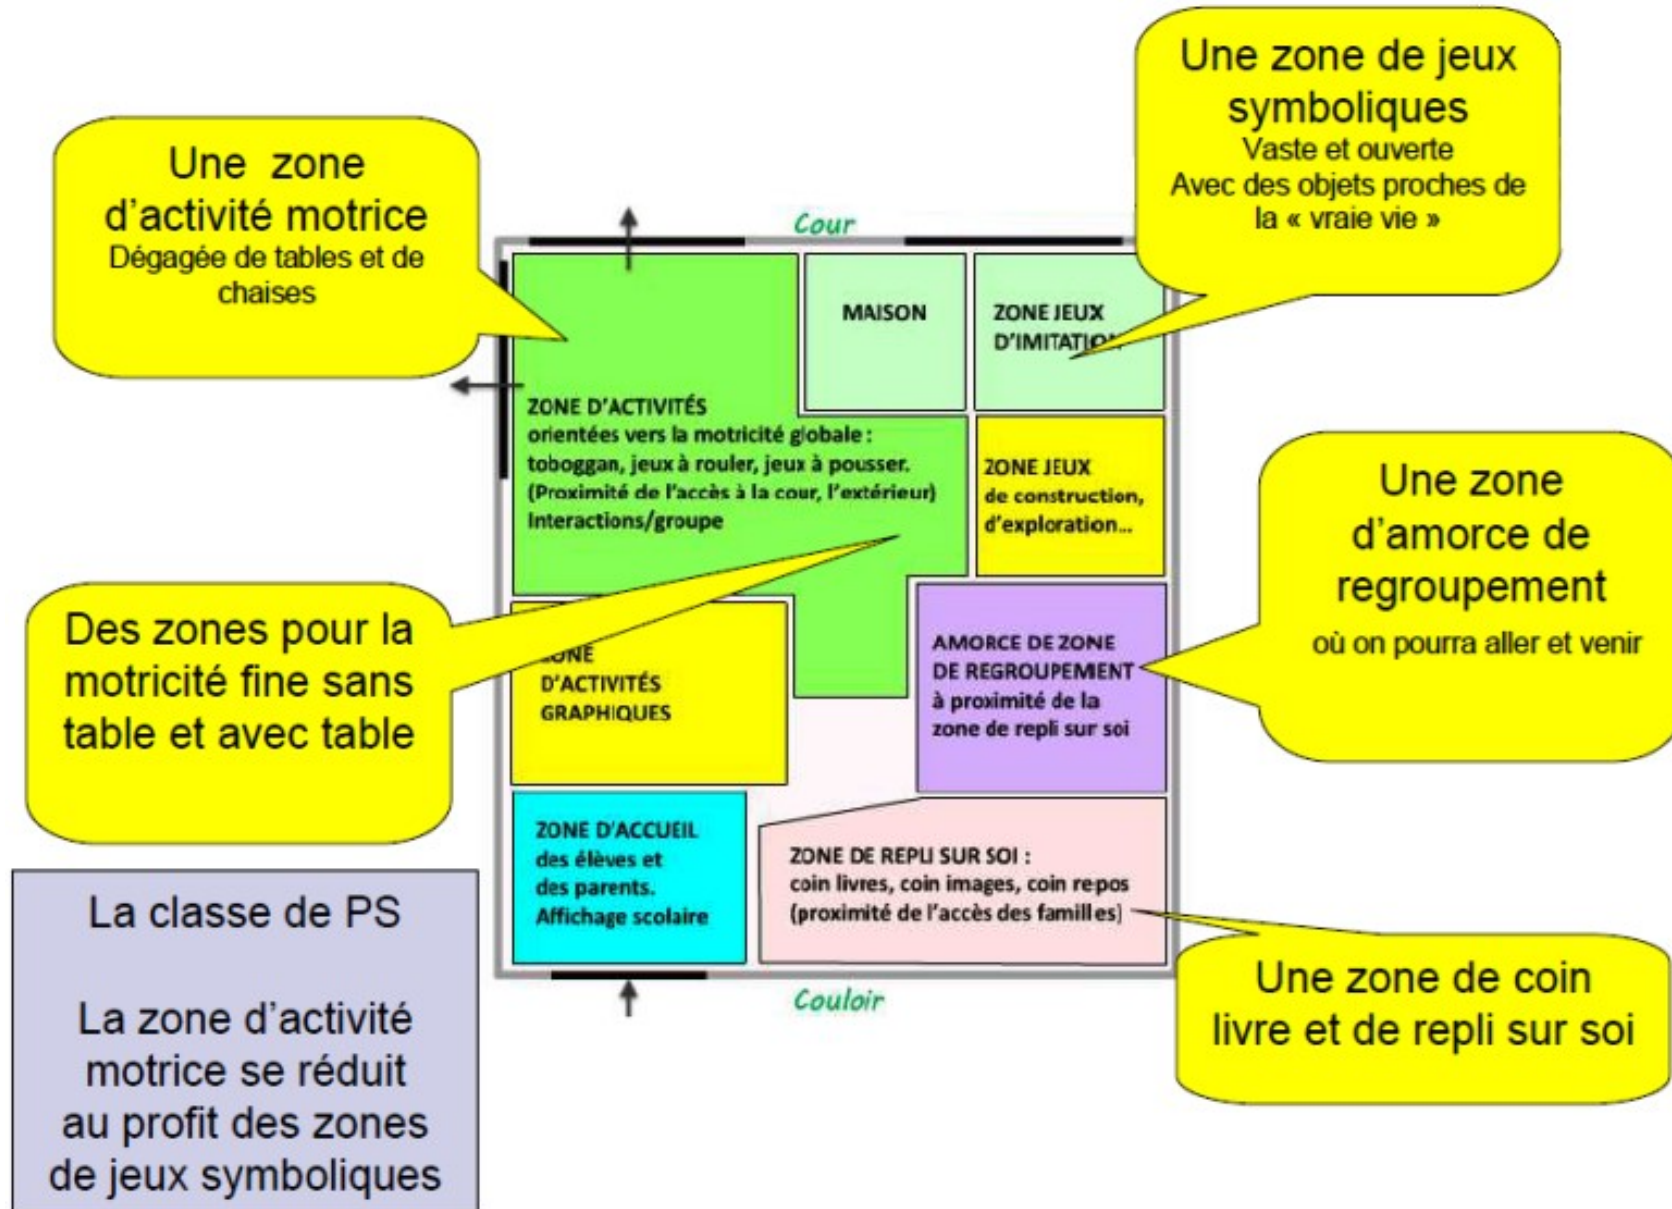 Une zone de jeux
symboliques
Vaste et ouverte
Avec des objets proches de
la « vraie vie »
Une zone
d'activité motrice
Dégagée de tables et de
chaises
Cour
MAISON
ZONE JEUX
D'IMITATION
ZONE D'ACTIVITÉS
orientées vers la motricité globale :
toboggan, jeux à rouler, jeux à pousser.
(Proximité de l'accès à la cour, l'extérieur)
Interactions/groupe
ZONE JEUX
de construction,
d'exploration...
Une zone
d'amorce de
regroupement
où on pourra aller et venir
Des zones pour la
motricité fine sans
table et avec table
ZONE
D'ACTIVITÉS
GRAPHIQUES
AMORCE DE ZONE
DE REGROUPEMENT
à proximité de la
zone de repli sur soi
ZONE D'ACCUEIL
des élèves et
des parents.
Affichage scolaire
ZONE DE REPLI SUR SOI :
coin livres, coin images, coin repos
(proximité de l'accès des familles)
Couloir
Une zone de coin
livre et de repli sur soi
La classe de PS
La zone d'activité
motrice se réduit
au profit des zones
de jeux symboliques